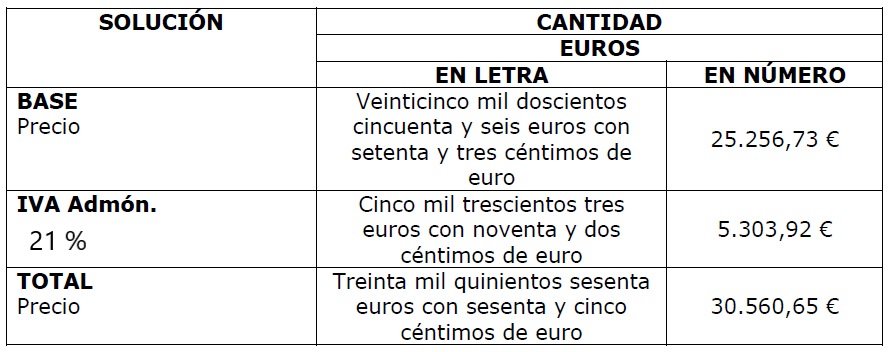 SOLUCIÓN
CANTIDAD
EUROS
EN LETRA
EN NÚMERO
BASE
Precio
Veinticinco mil doscientos
cincuenta y seis euros con
setenta y tres céntimos de
euro
25.256,73 €
IVA Admón.
21 %
Cinco mil trescientos tres
euros con noventa y dos
céntimos de euro
5.303,92 €
TOTAL
Precio
Treinta mil quinientos sesenta
euros con sesenta y cinco
céntimos de euro
30.560,65 €